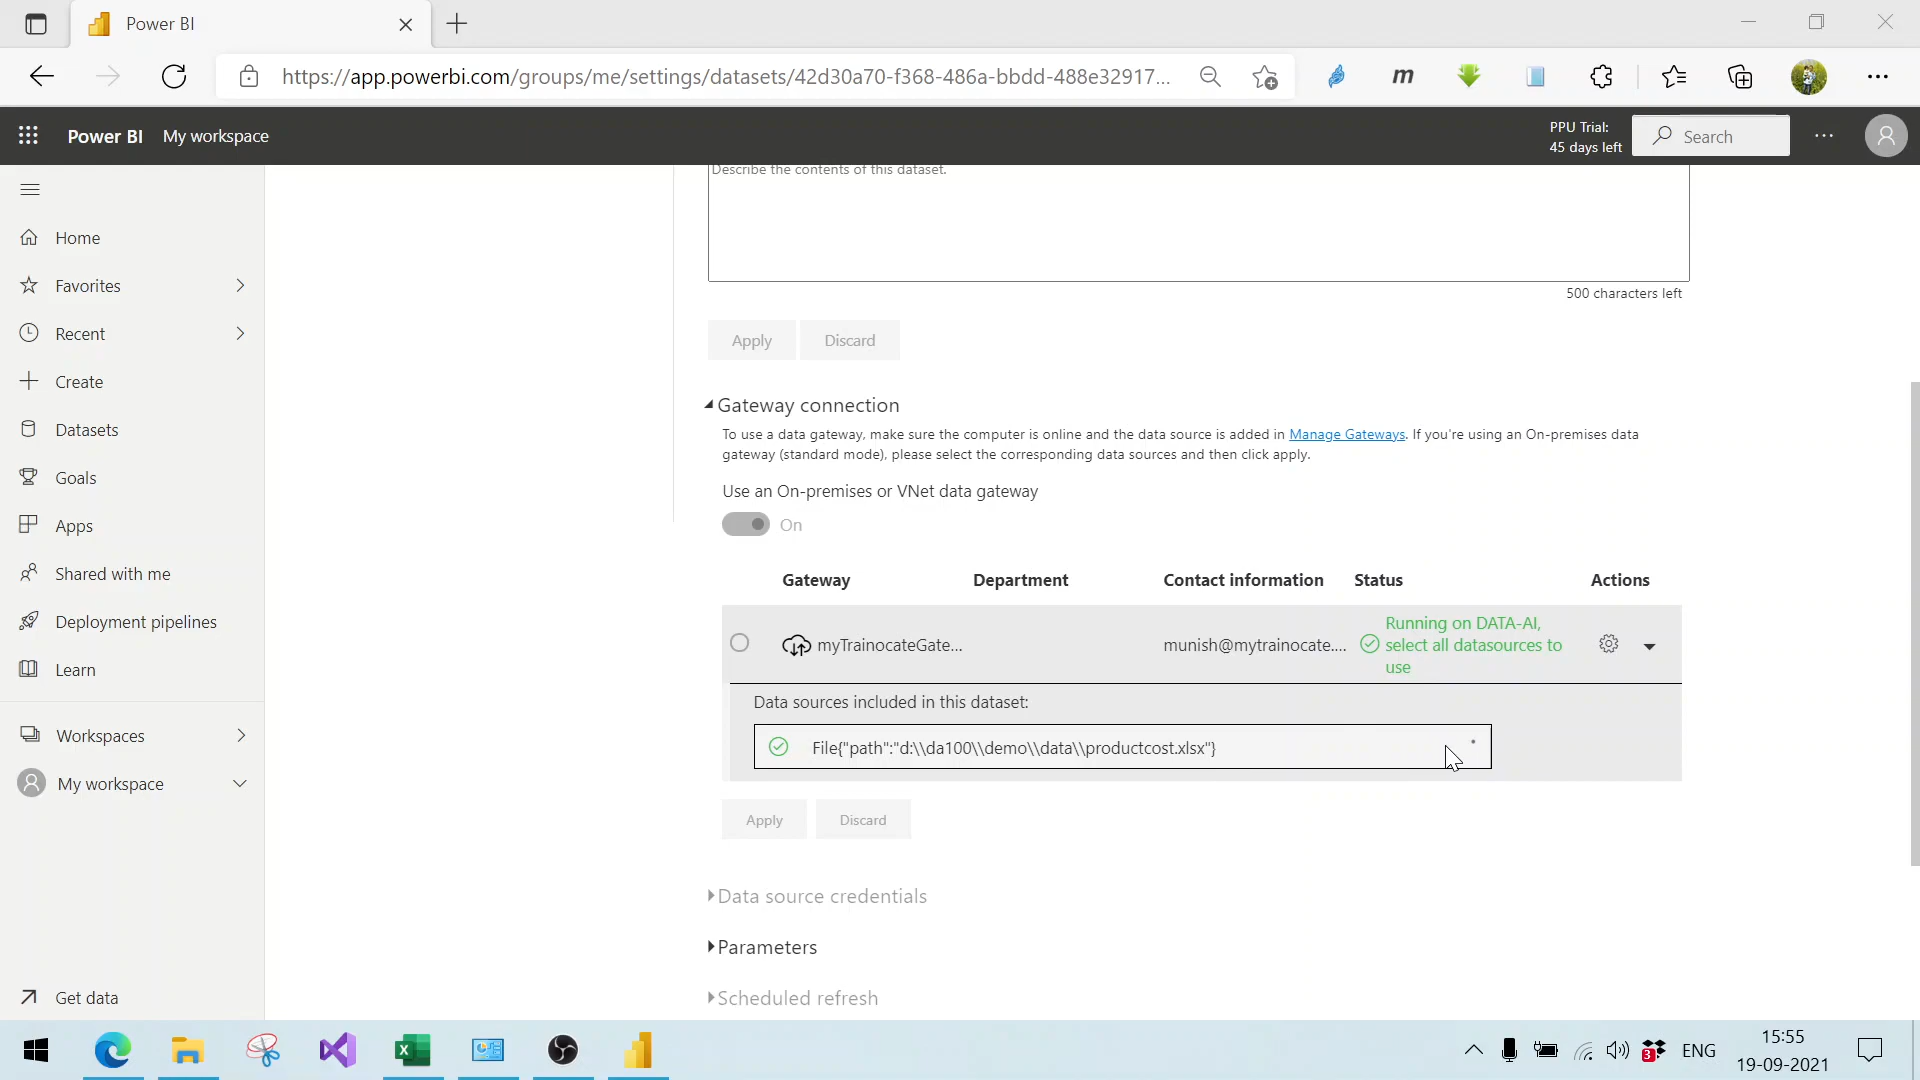 Power BI
https://app.powerbi.com/groups/me/settings/datasets/42d30a70-f368-486a-bbdd-488e32917...
m
Power BI
My workspace
PPU Trial:
45 days left
Search
Describe the contents of this dataset.
500 characters left
Home
Favorites
Recent
Create
Datasets
Goals
Apps
Shared with me
Deployment pipelines
Learn
Workspaces
My workspace
Get data
Apply
Discard
Gateway connection
To use a data gateway, make sure the computer is online and the data source is added in Manage Gateways. If you're using an On-premises data
gateway (standard mode), please select the corresponding data sources and then click apply.
Use an On-premises or VNet data gateway
On
Gateway
Department
Contact information
Status
Actions
myTrainocateGate...
munish@mytrainocate....
Running on DATA-AI,
select all datasources to
use
Data sources included in this dataset:
File{"path":"d:\\da100\\demo\\data\\productcost.xlsx"}
Apply
Discard
Data source credentials
Parameters
Scheduled refresh
3
ENG
15:55
19-09-2021